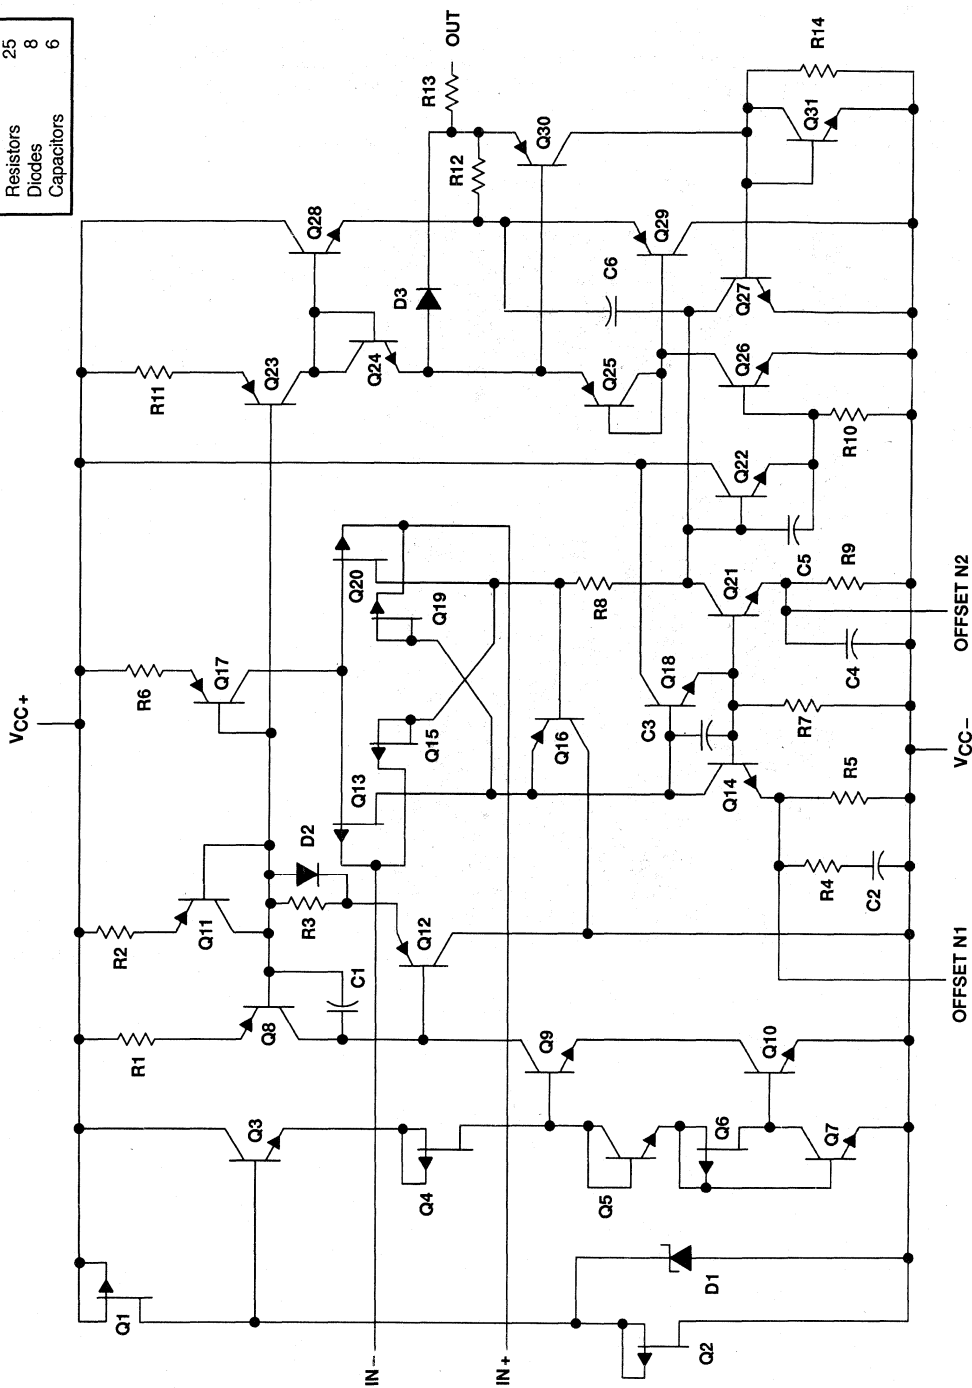 Resistors 25
Diodes 8
Capacitors 6
VCC+
R1
R2
R6
R11
Q1
Q3
Q8
Q11
Q17
Q23
Q28
C1
R3
D2
Q13
Q15
Q20
Q19
Q24
D3
R12
R13
OUT
IN−
IN+
Q4
Q12
Q9
Q16
R8
C6
Q25
Q29
Q30
Q5
Q6
Q10
Q7
Q2
D1
C3
Q18
Q14
Q21
Q22
Q26
Q27
Q31
R14
R4
C2
R5
R7
C4
R9
C5
R10
OFFSET N1
VCC−
OFFSET N2